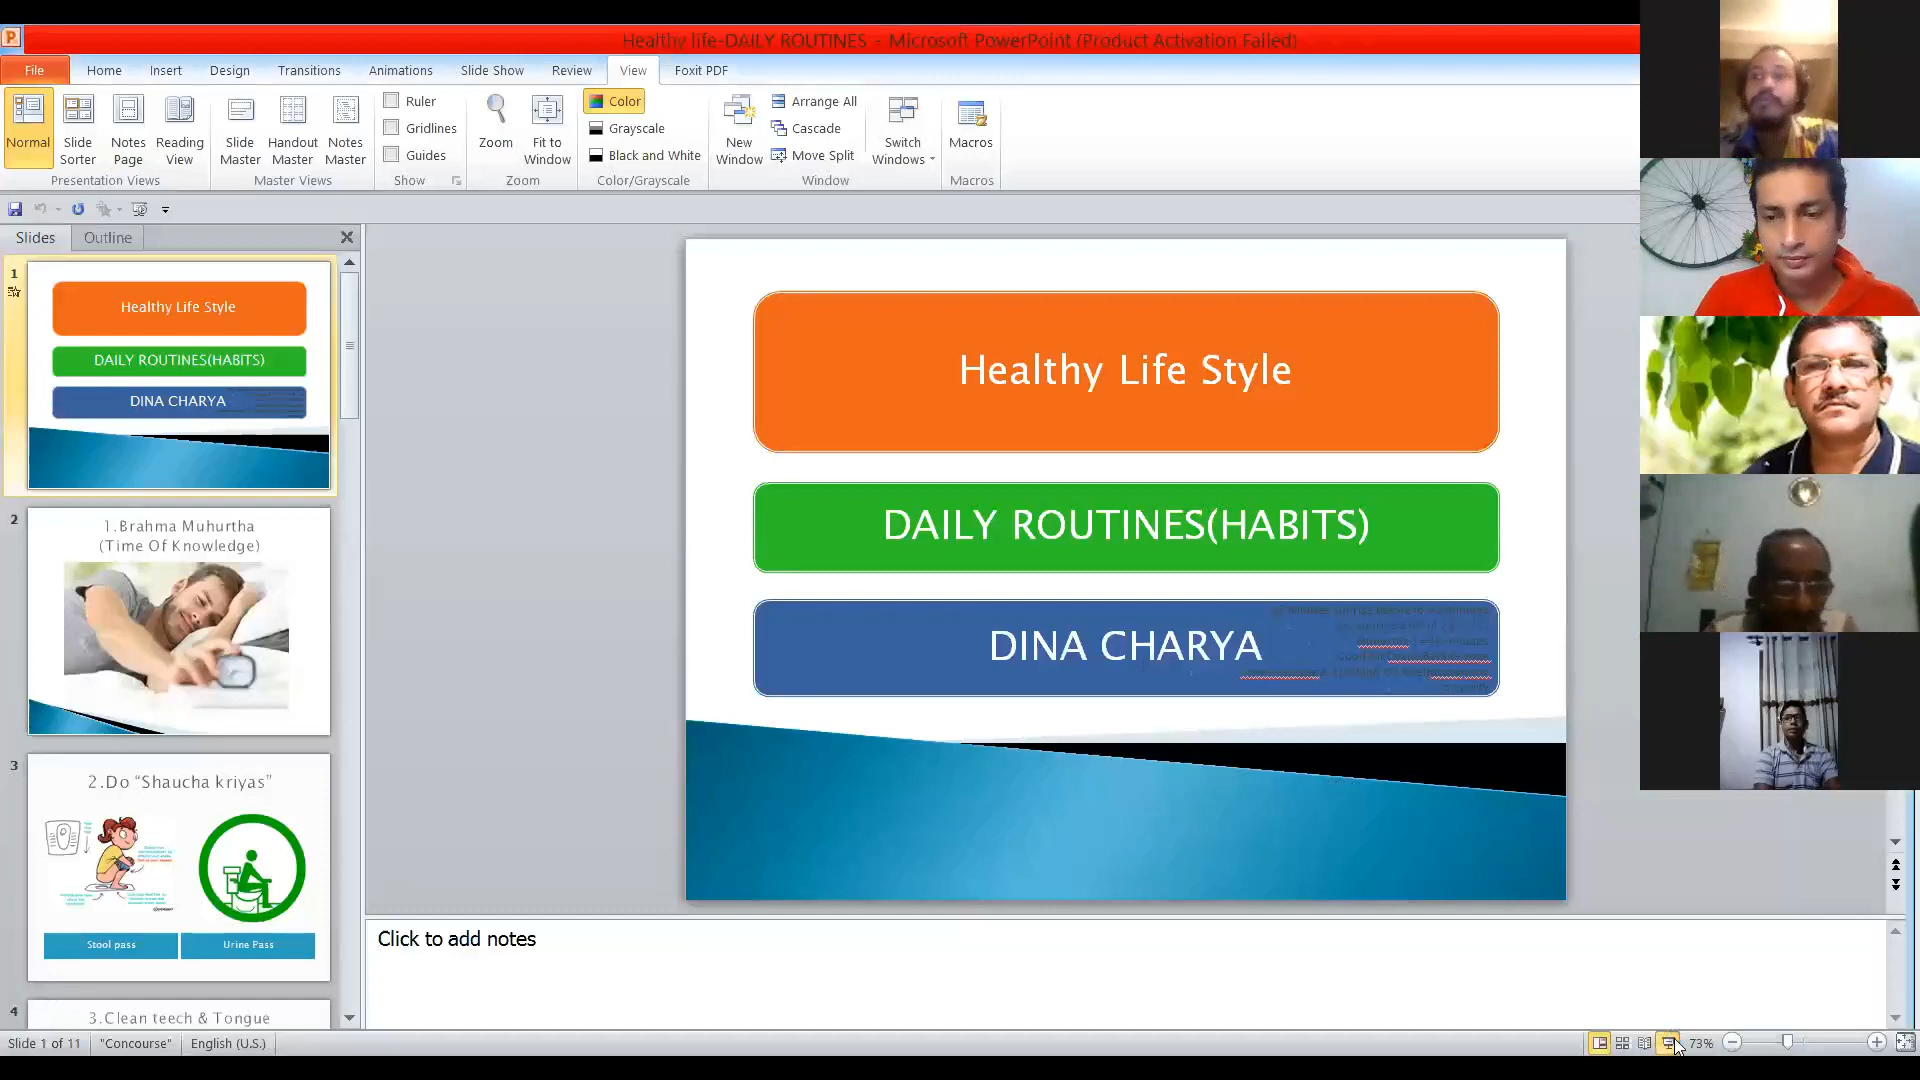 Healthy life-DAILY ROUTINES - Microsoft PowerPoint (Product Activation Failed)
File Home Insert Design Transitions Animations Slide Show Review View Foxit PDF
Normal
Slide Sorter
Notes Page
Reading View
Presentation Views
Slide Master
Handout Master
Notes Master
Master Views
Ruler
Gridlines
Guides
Show
Zoom
Fit to Window
Zoom
Color
Grayscale
Black and White
Color/Grayscale
New Window
Arrange All
Cascade
Move Split
Switch Windows
Window
Macros
Macros
Slides Outline
1
Healthy Life Style
DAILY ROUTINES(HABITS)
DINA CHARYA
2
1.Brahma Muhurtha
(Time Of Knowledge)
3
2.Do “Shaucha kriyas”
Stool pass
Urine Pass
4
3.Clean teech & Tongue
Healthy Life Style
DAILY ROUTINES(HABITS)
DINA CHARYA
Click to add notes
Slide 1 of 11
"Concourse"
English (U.S.)
73%